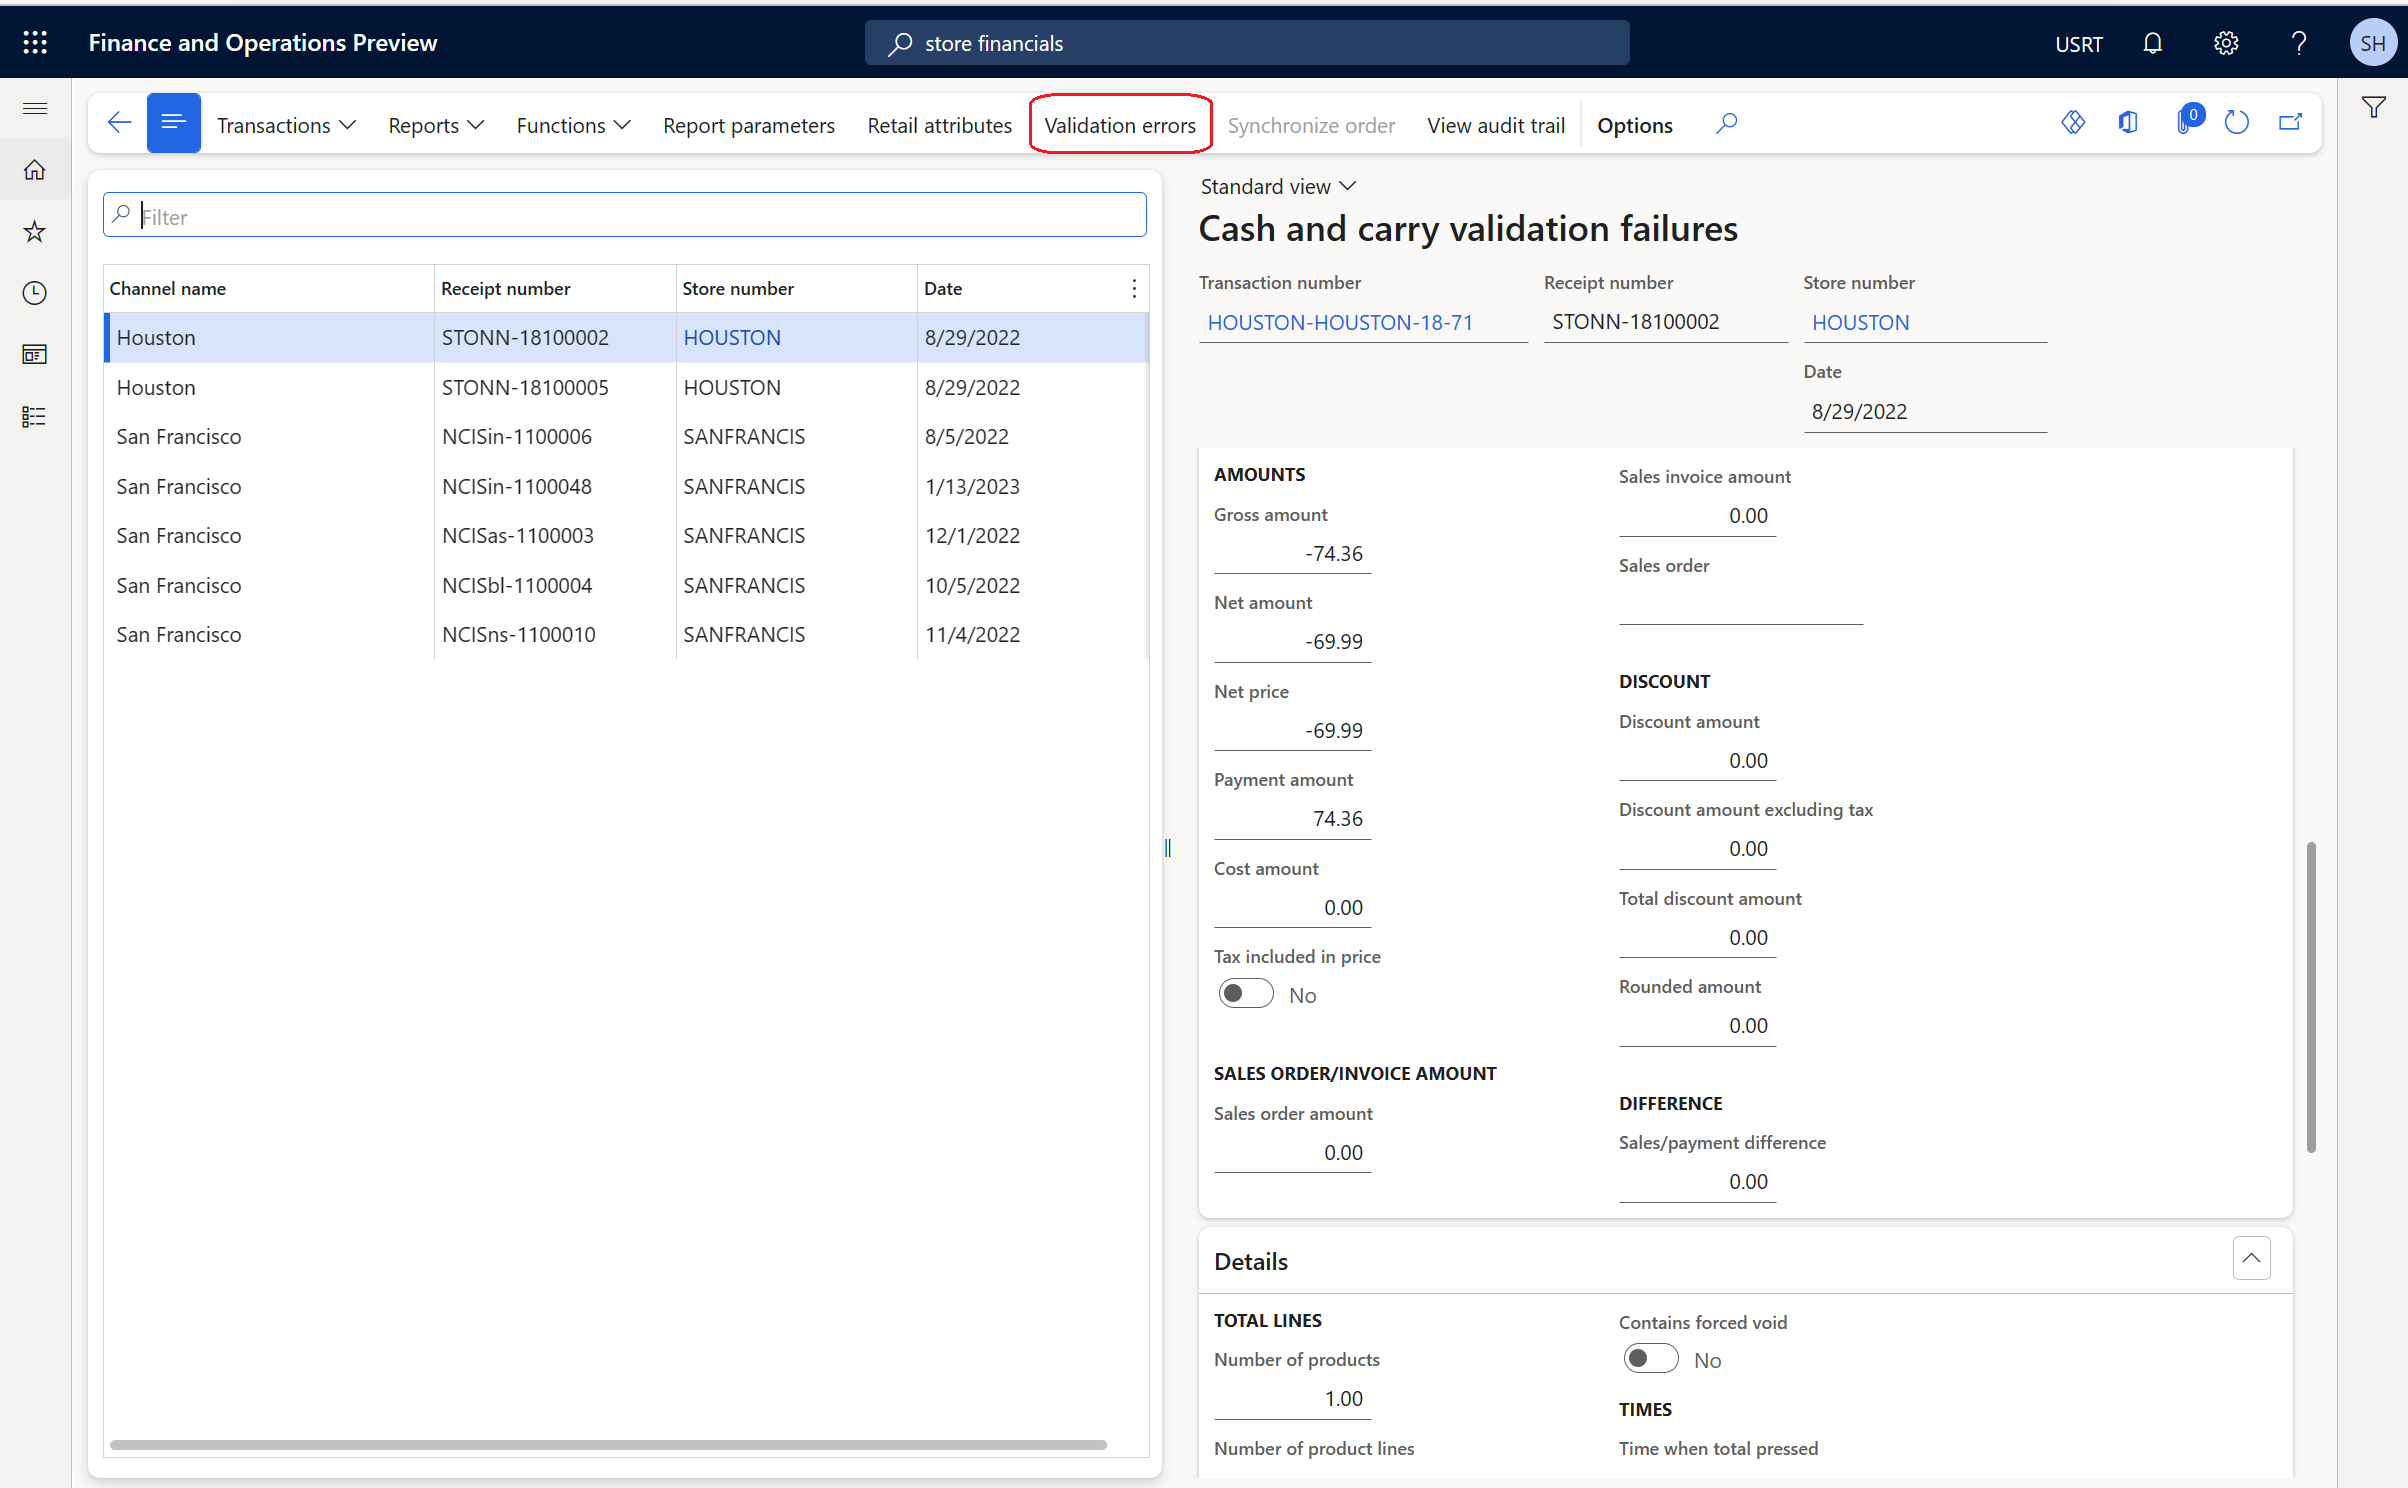 Finance and Operations Preview
store financials
USRT
SH
Transactions
Reports
Functions
Report parameters
Retail attributes
Validation errors
Synchronize order
View audit trail
Options
0
Filter
Channel name Receipt number Store number Date
Houston STONN-18100002 HOUSTON 8/29/2022
Houston STONN-18100005 HOUSTON 8/29/2022
San Francisco NCISin-1100006 SANFRANCIS 8/5/2022
San Francisco NCISin-1100048 SANFRANCIS 1/13/2023
San Francisco NCISas-1100003 SANFRANCIS 12/1/2022
San Francisco NCISbl-1100004 SANFRANCIS 10/5/2022
San Francisco NCISns-1100010 SANFRANCIS 11/4/2022
Standard view
Cash and carry validation failures
Transaction number
HOUSTON-HOUSTON-18-71
Receipt number
STONN-18100002
Store number
HOUSTON
Date
8/29/2022
AMOUNTS
Gross amount
-74.36
Net amount
-69.99
Net price
-69.99
Payment amount
74.36
Cost amount
0.00
Tax included in price
No
SALES ORDER/INVOICE AMOUNT
Sales order amount
0.00
Sales invoice amount
0.00
Sales order
DISCOUNT
Discount amount
0.00
Discount amount excluding tax
0.00
Total discount amount
0.00
Rounded amount
0.00
DIFFERENCE
Sales/payment difference
0.00
Details
TOTAL LINES
Number of products
1.00
Number of product lines
Contains forced void
No
TIMES
Time when total pressed